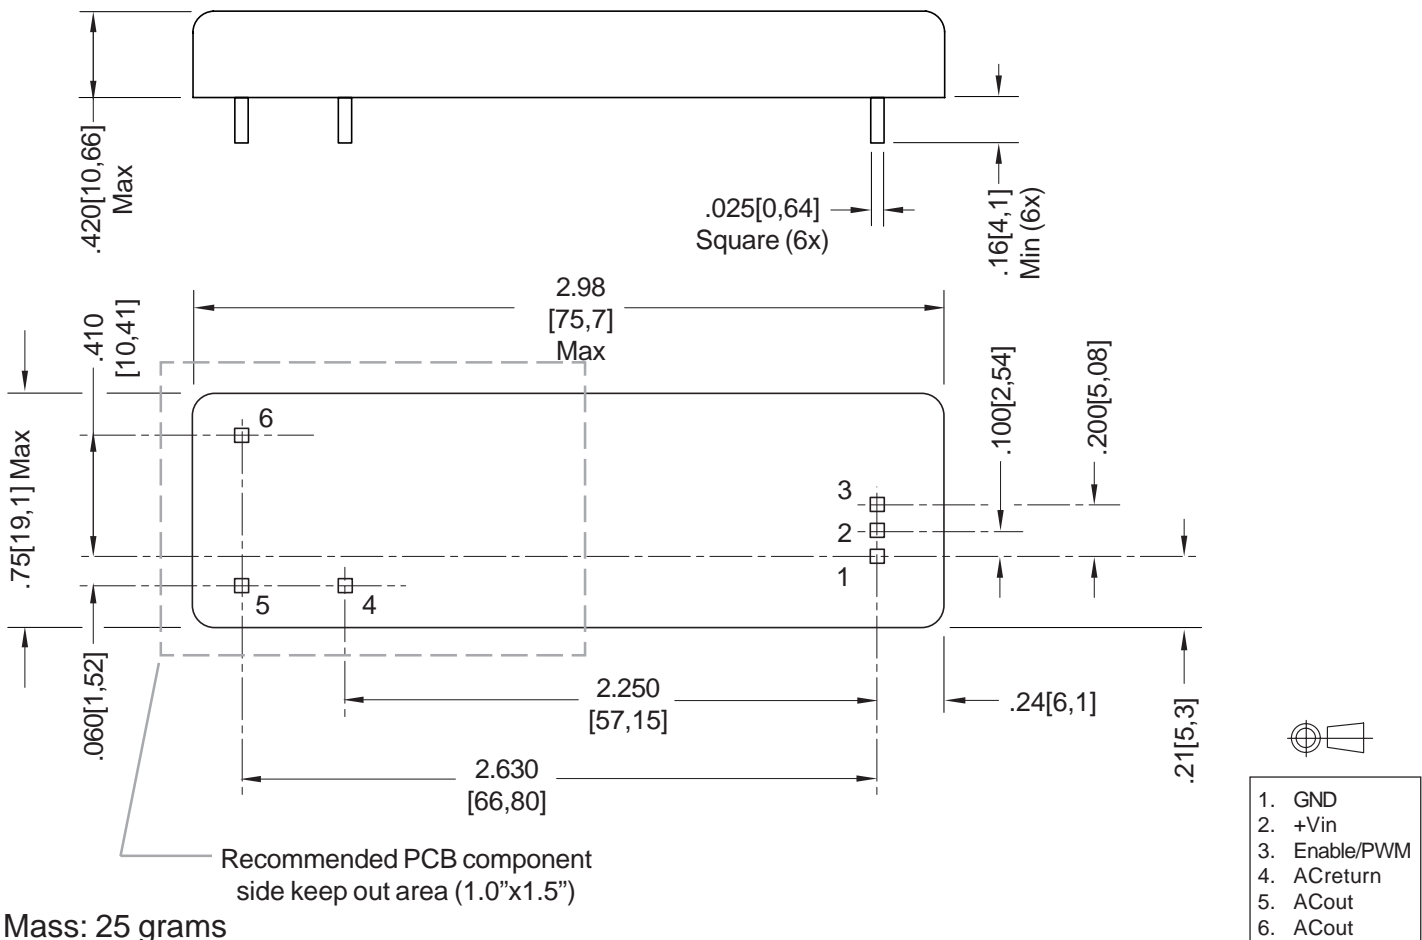 .420[10,66]
Max
.025[0,64]
Square (6x)
.16[4,1]
Min (6x)
2.98
[75,7]
Max
.410
[10,41]
.75[19,1] Max
.100[2,54]
.200[5,08]
6
3
2
1
5
4
.060[1,52]
2.250
[57,15]
.24[6,1]
.21[5,3]
2.630
[66,80]
Recommended PCB component
side keep out area (1.0”x1.5”)
Mass: 25 grams
1. GND
2. +Vin
3. Enable/PWM
4. ACreturn
5. ACout
6. ACout